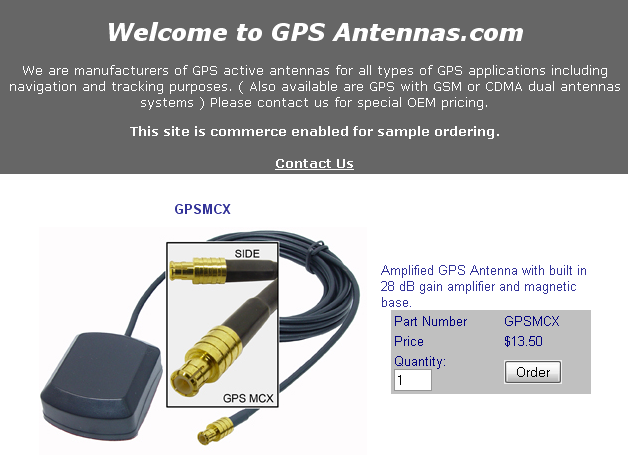 Welcome to GPS Antennas.com
We are manufacturers of GPS active antennas for all types of GPS applications including
navigation and tracking purposes. ( Also available are GPS with GSM or CDMA dual antennas
systems ) Please contact us for special OEM pricing.
This site is commerce enabled for sample ordering.
Contact Us
GPSMCX
SIDE
GPS MCX
Amplified GPS Antenna with built in
28 dB gain amplifier and magnetic
base.
Part Number GPSMCX
Price $13.50
Quantity:
1 Order